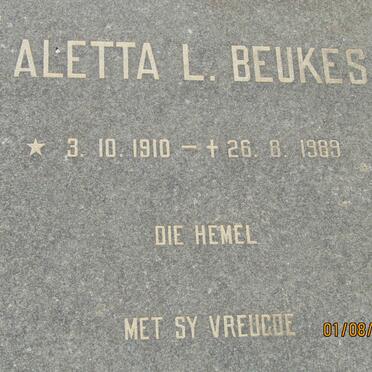 ALETTA L. BEUKES
★ 3. 10. 1910 – ✝ 26. 8. 1989
DIE HEMEL
MET SY VREUGDE
01/08/